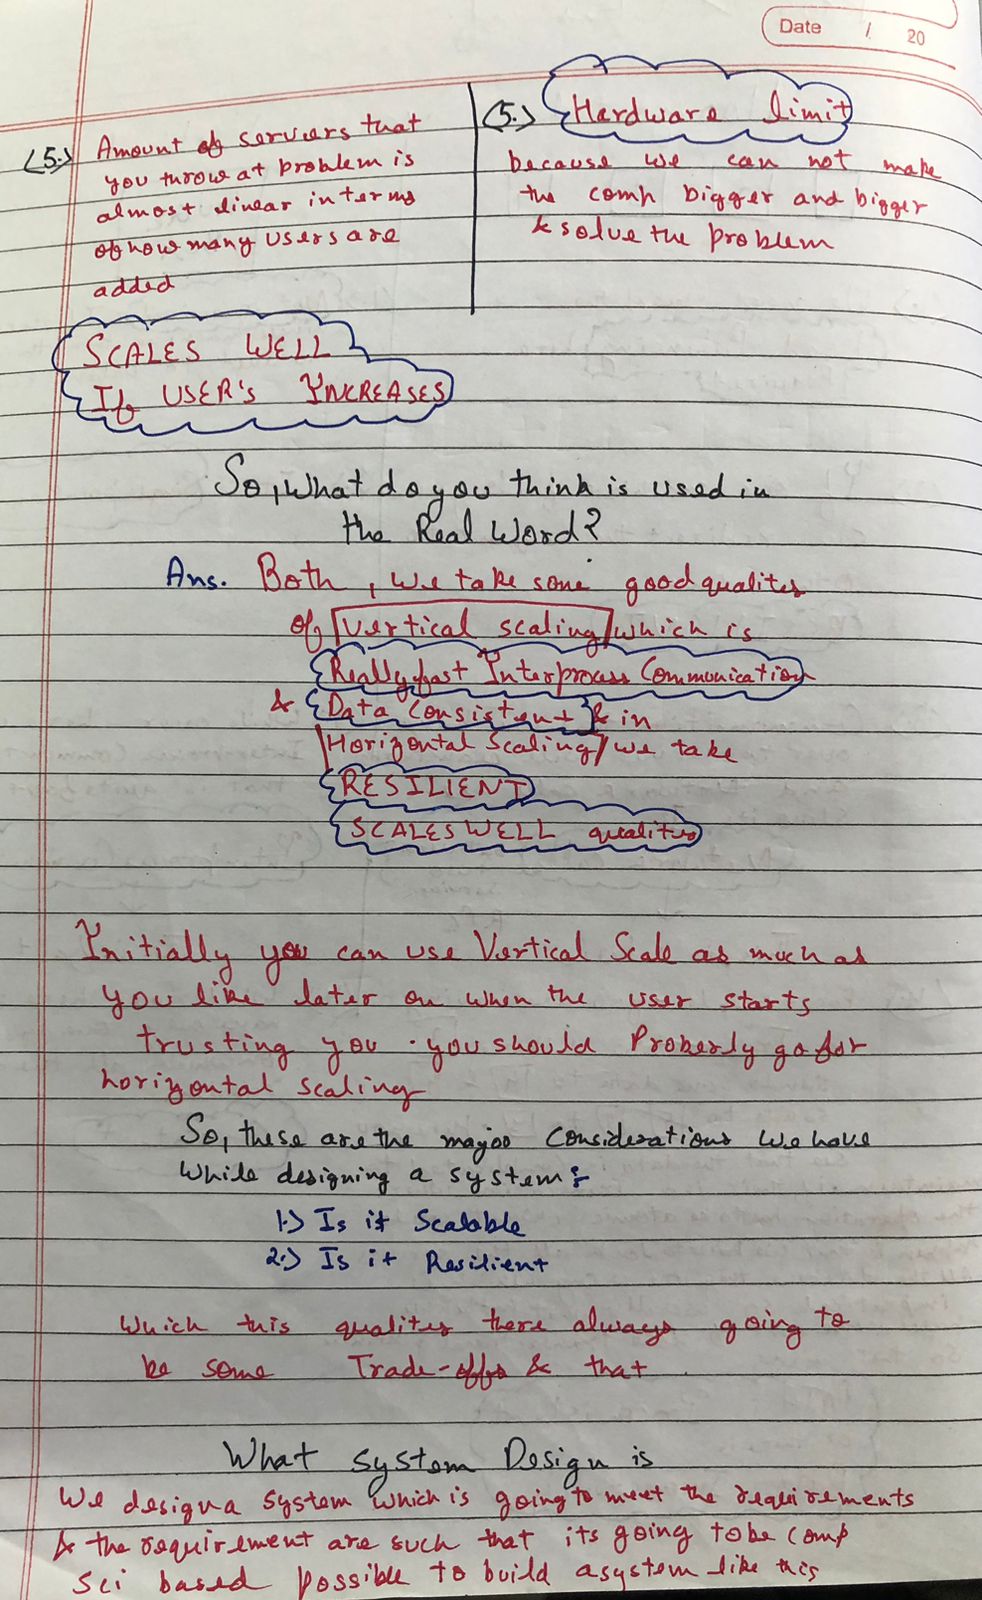 Date / 20
(5.) Amount of servers that
you throw at problem is
almost linear in terms
of how many users are
added
(5.) Hardware limit
because we can not make
the comp bigger and bigger
& solve the problem
SCALES WELL
If USER'S INCREASES
So, what do you think is used in
the Real Word?
Ans. Both, we take some good qualites
of vertical scaling which is
Really fast Interprocess Communication
& Data Consistent & in
Horizontal Scaling we take
RESILIENT
SCALES WELL qualites
Initially you can use Vertical Scale as much as
you like later on when the user starts
trusting you. you should Proberly go for
horizontal scaling
So, these are the major considerations we have
while designing a system:
1.) Is it Scalable
2.) Is it Resilient
Which this qualites there always going to
be some Trade-offs & that
What system Design is
We design a system which is going to meet the requirements
& the requirement are such that its going to be comp
sci based possible to build a system like this